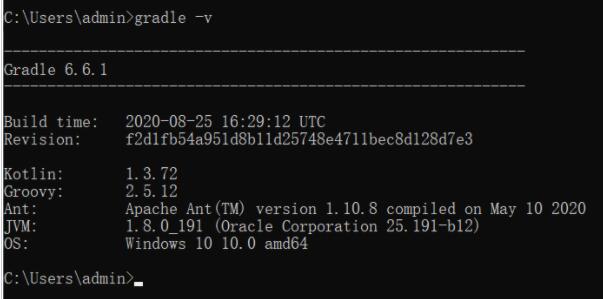 C:\Users\admin>gradle -v
------------------------------------------------------------
Gradle 6.6.1
------------------------------------------------------------
Build time:   2020-08-25 16:29:12 UTC
Revision:     f2d1fb54a951d8b11d25748e4711bec8d128d7e3
Kotlin:       1.3.72
Groovy:       2.5.12
Ant:          Apache Ant(TM) version 1.10.8 compiled on May 10 2020
JVM:          1.8.0_191 (Oracle Corporation 25.191-b12)
OS:           Windows 10 10.0 amd64
C:\Users\admin>